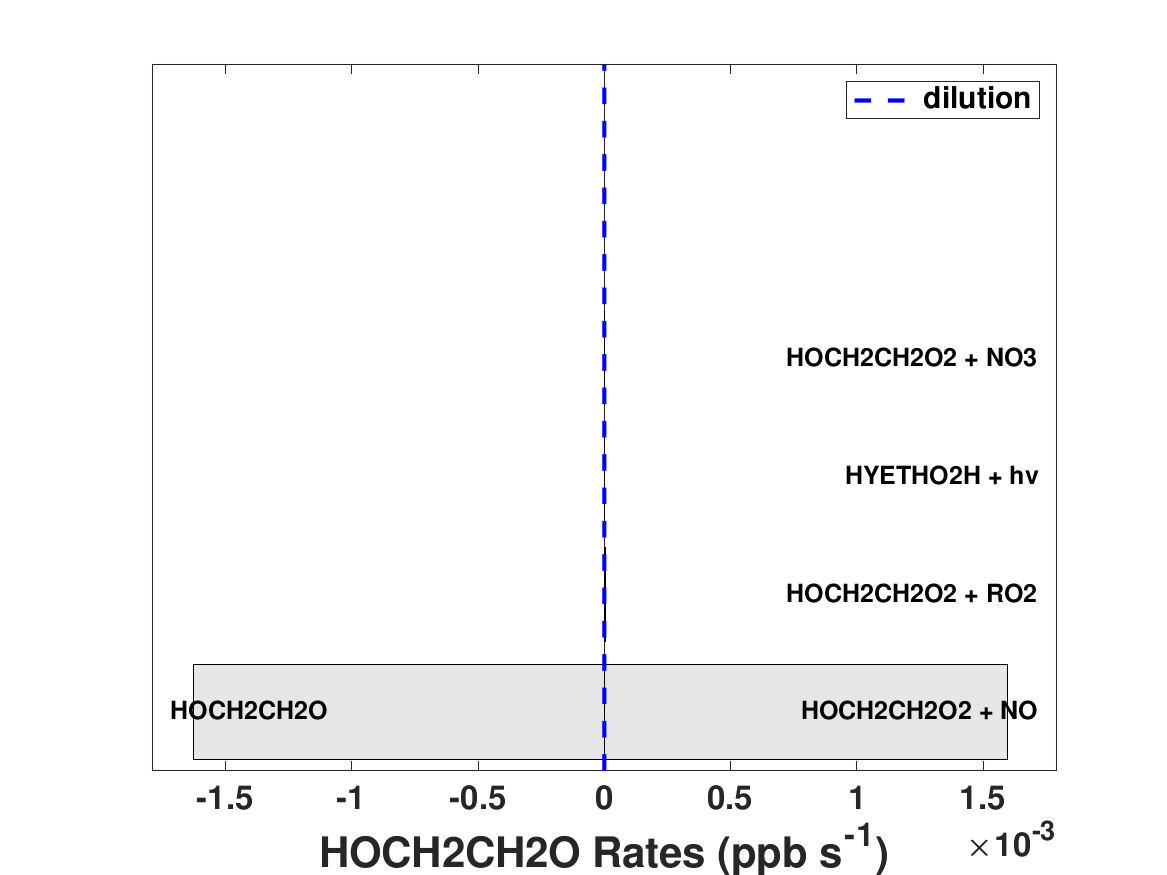 dilution
HOCH2CH2O2 + NO3
HYETHO2H + hv
HOCH2CH2O2 + RO2
HOCH2CH2O HOCH2CH2O2 + NO
-1.5 -1 -0.5 0 0.5 1 1.5
×10^-3
HOCH2CH2O Rates (ppb s^-1)